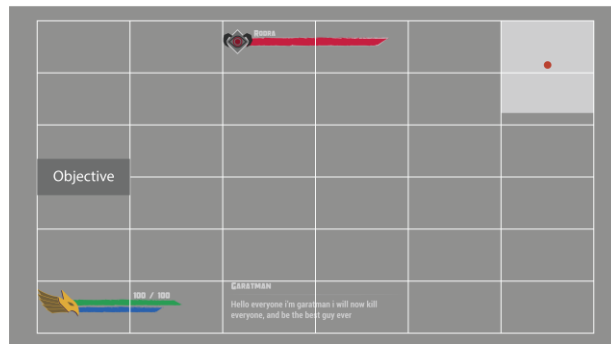 Rudra
Objective
100 / 100
Garatman
Hello everyone i'm garatman i will now kill
everyone, and be the best guy ever